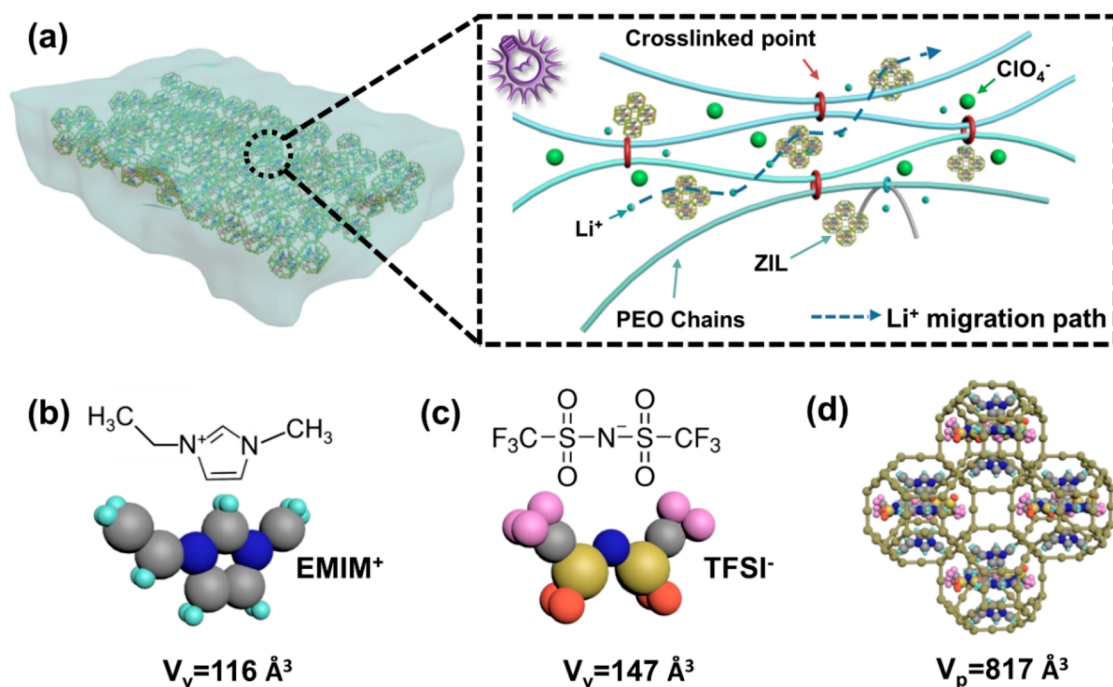 (a)
Crosslinked point
ClO₄⁻
Li⁺
ZIL
PEO Chains
Li⁺ migration path
(b)
H₃C
N⁺
N
CH₃
EMIM⁺
Vᵥ=116 Å³
(c)
O O
F₃C S N⁻ S CF₃
O O
TFSI⁻
Vᵥ=147 Å³
(d)
Vₚ=817 Å³